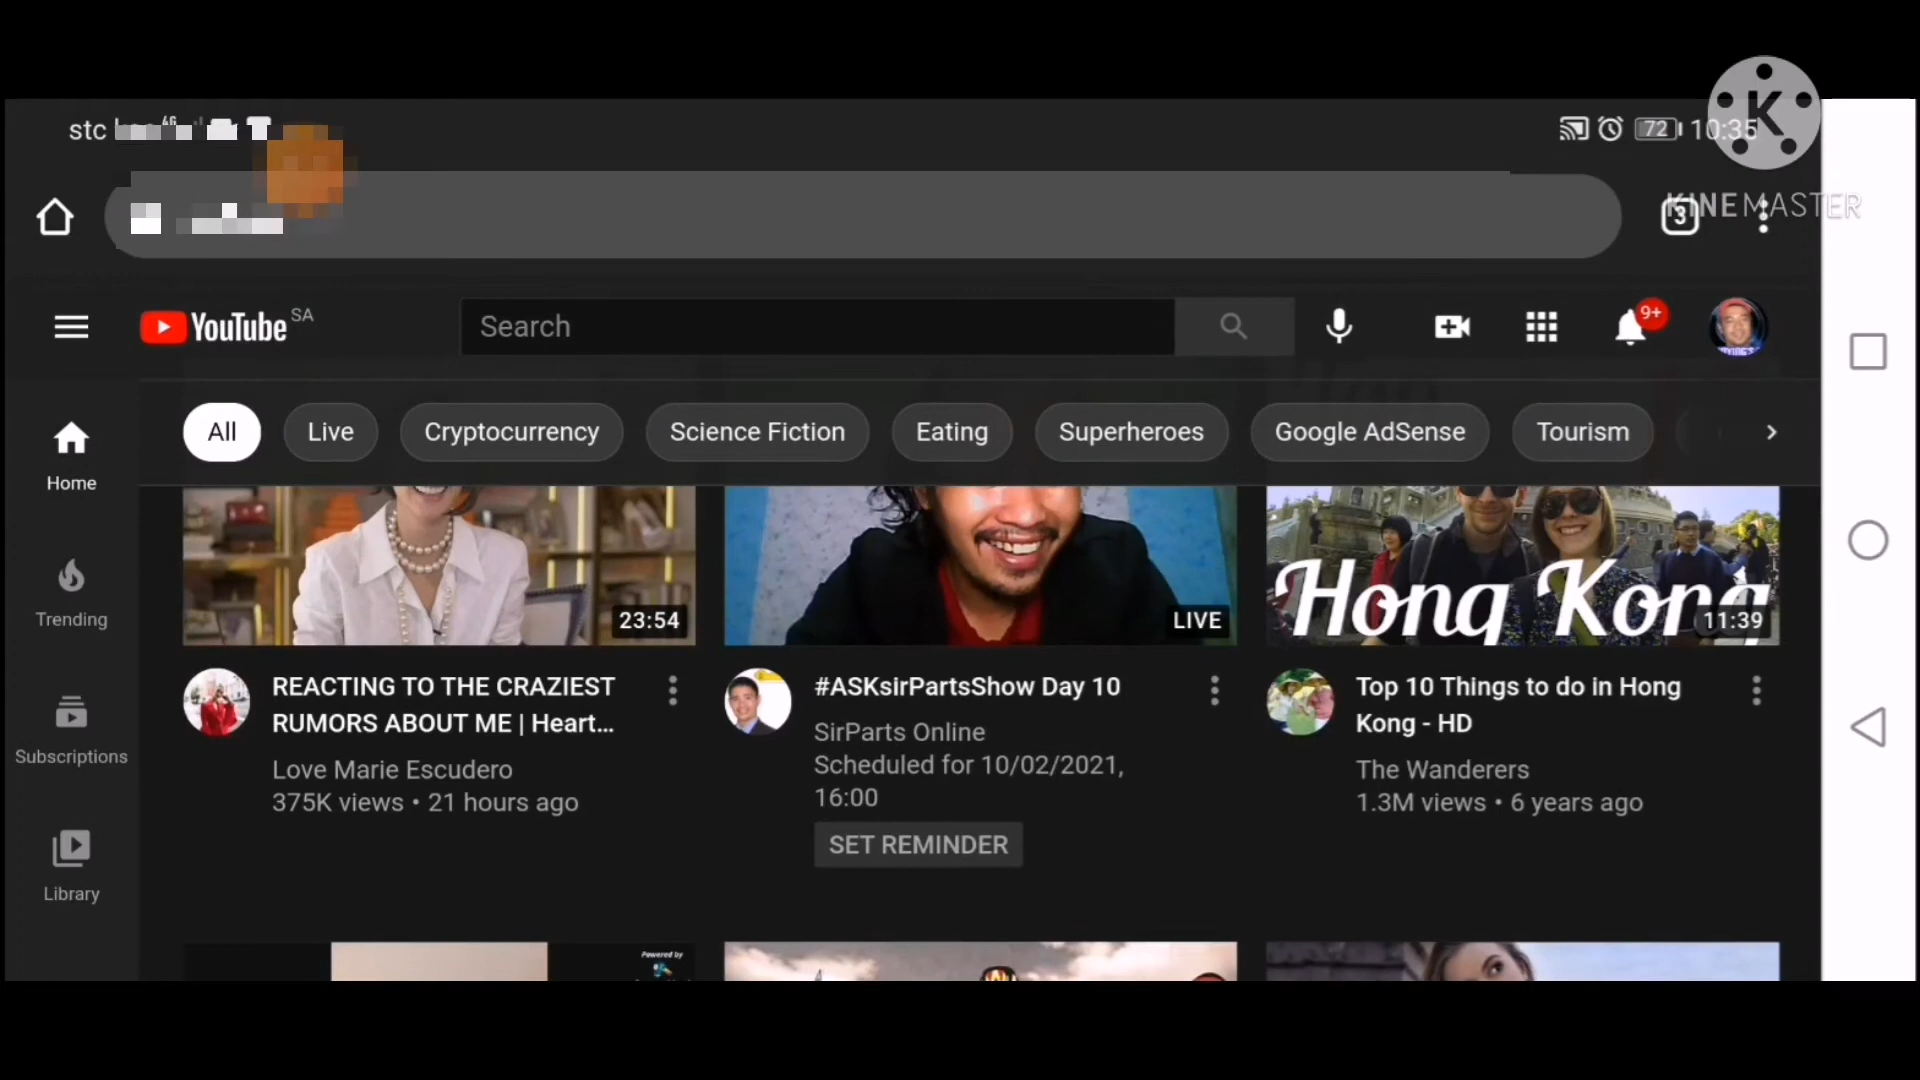 stc
72 10:35
K
KINEMASTER
3
YouTube SA
Search
9+
All
Live
Cryptocurrency
Science Fiction
Eating
Superheroes
Google AdSense
Tourism
Home
Trending
Subscriptions
Library
23:54
LIVE
Hong Kong
11:39
REACTING TO THE CRAZIEST
RUMORS ABOUT ME | Heart...
Love Marie Escudero
375K views • 21 hours ago
#ASKsirPartsShow Day 10
SirParts Online
Scheduled for 10/02/2021,
16:00
SET REMINDER
Top 10 Things to do in Hong
Kong - HD
The Wanderers
1.3M views • 6 years ago
Powered by